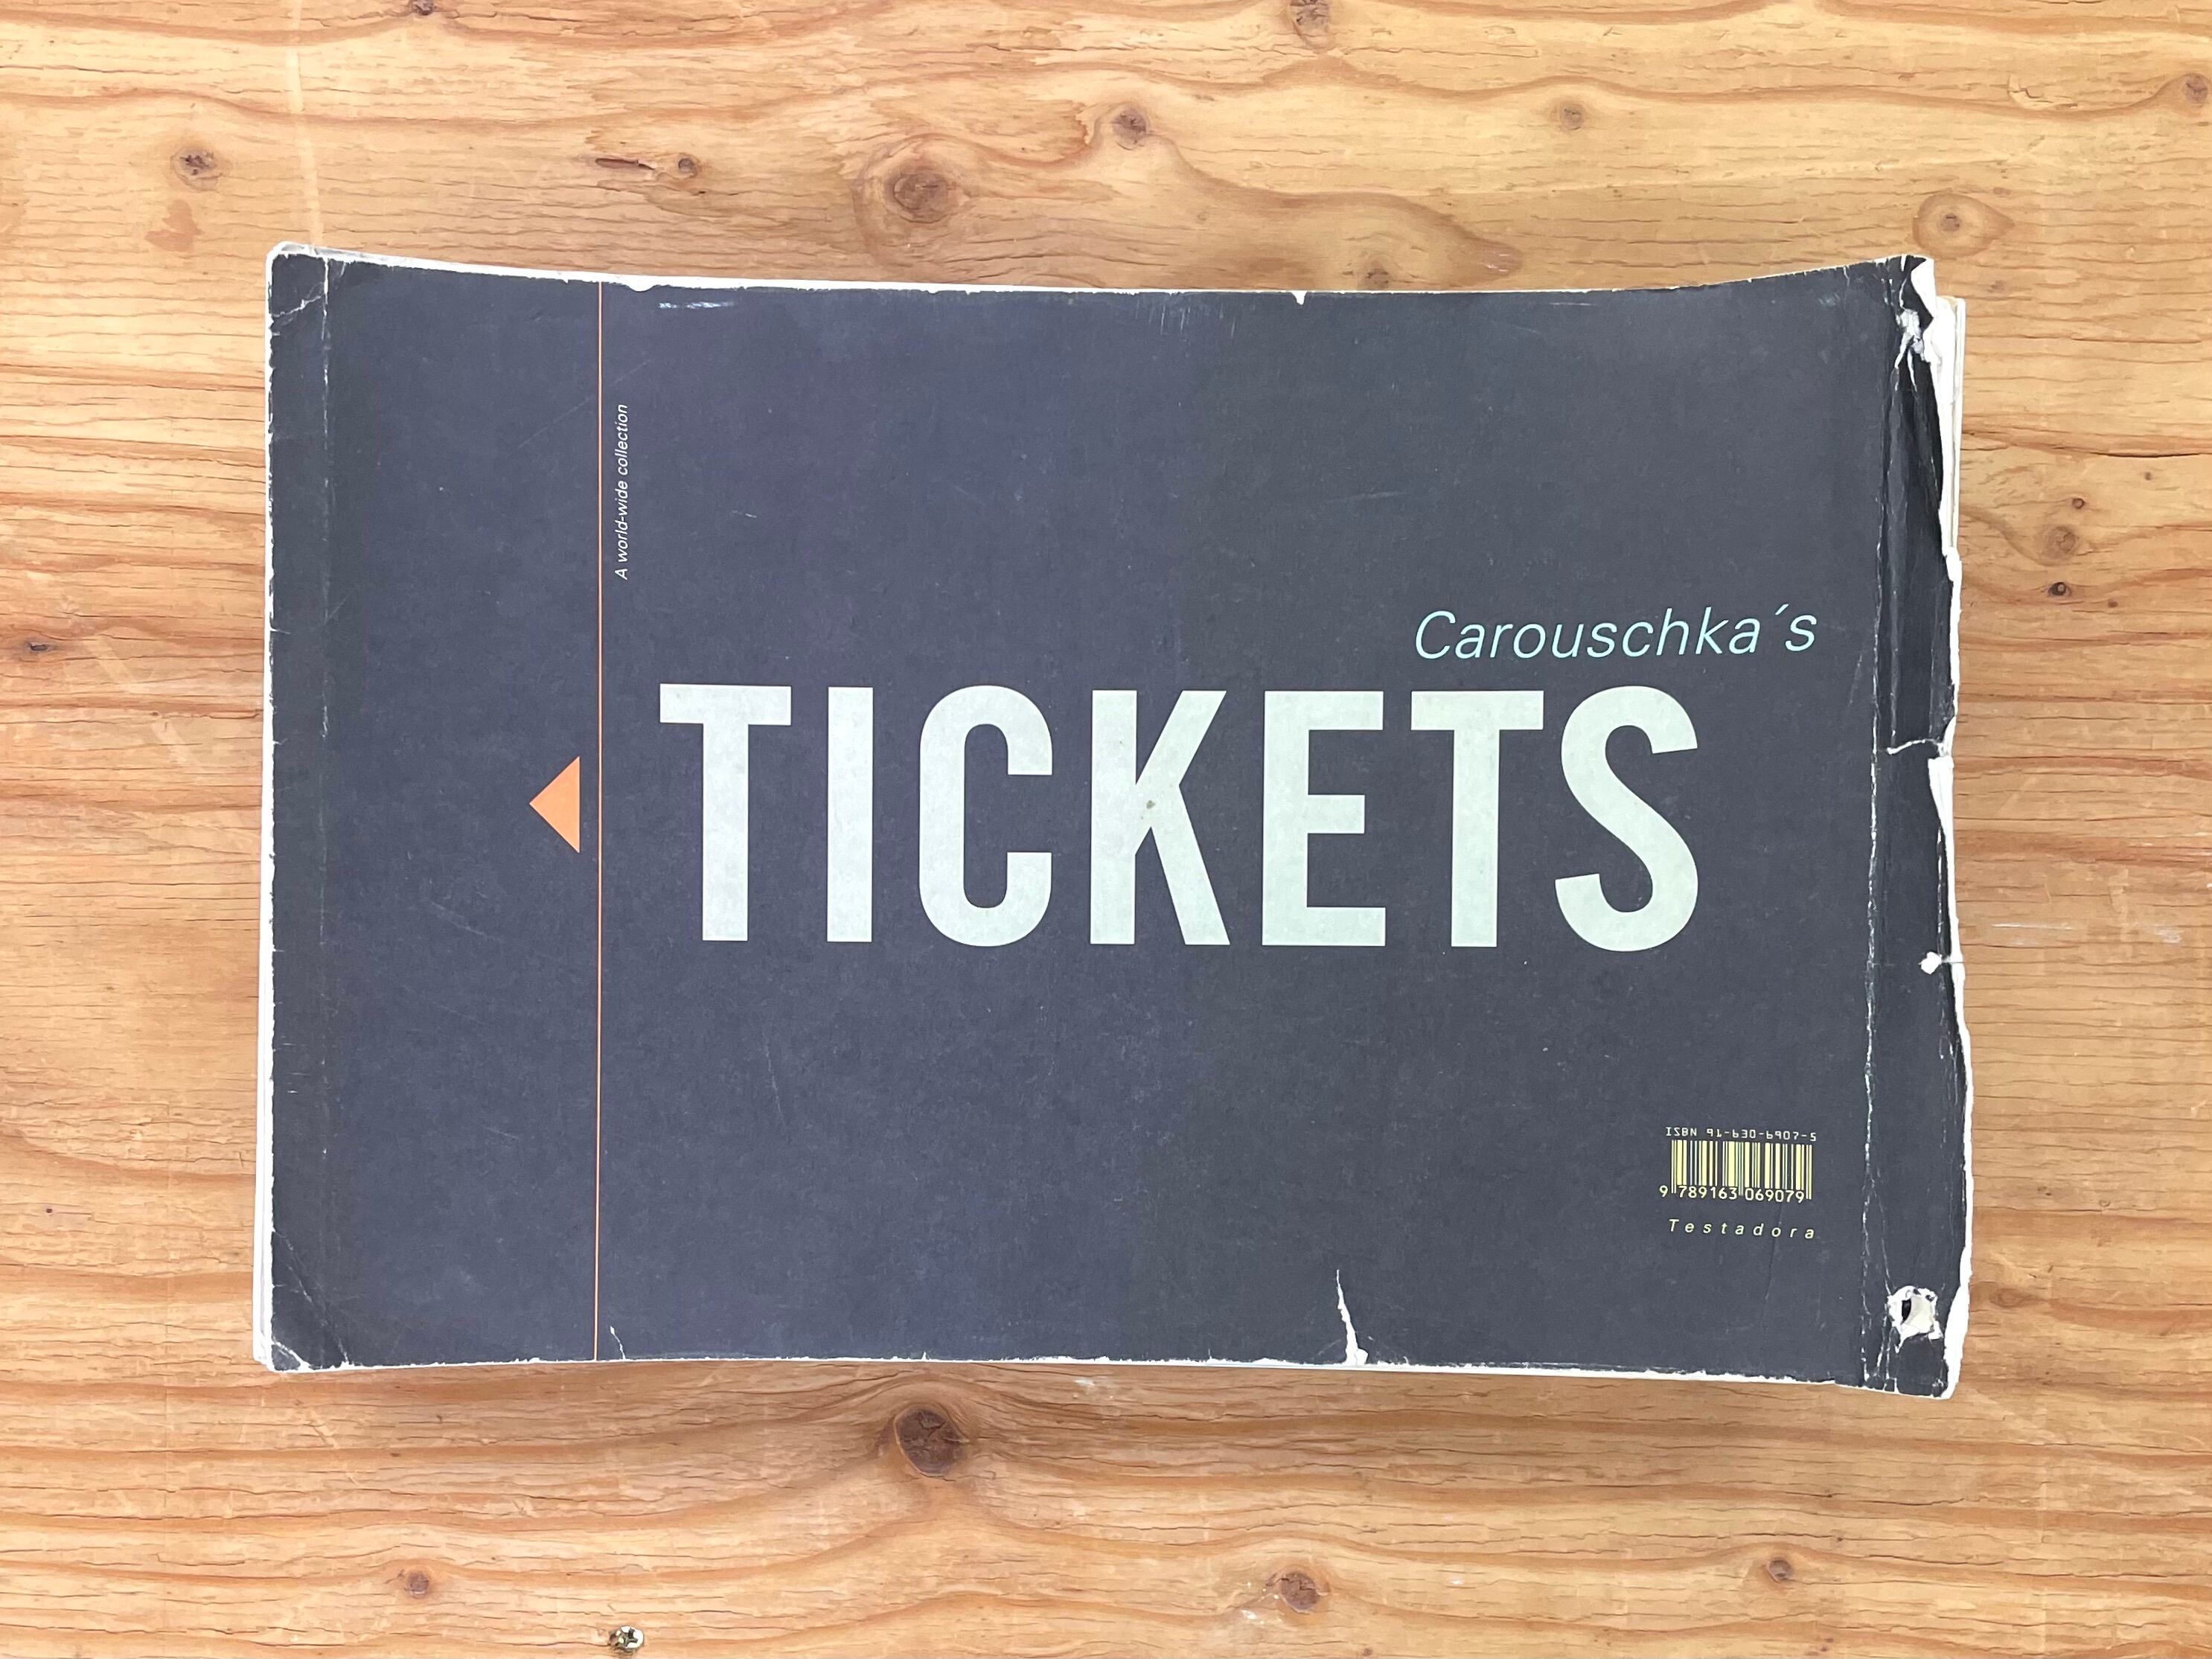 A world-wide collection
Carouschka´s
TICKETS
ISBN 91-630-6907-5
9 789163 069079
Testadora